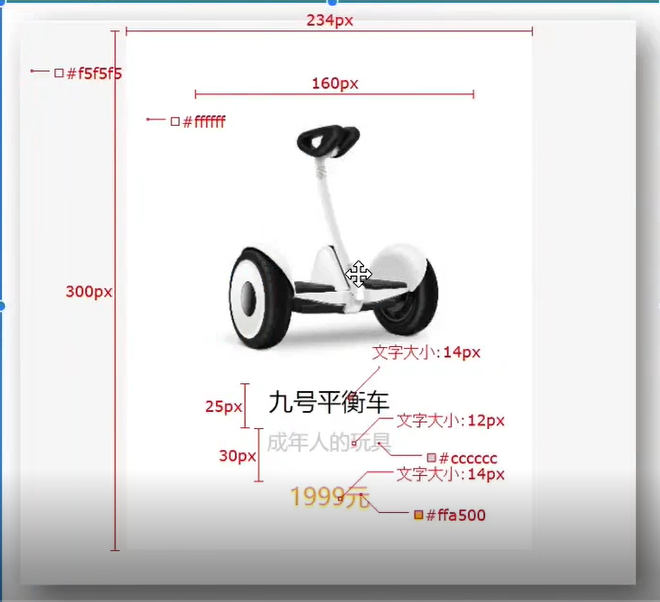 234px
#f5f5f5
160px
#ffffff
300px
文字大小:14px
25px
九号平衡车
文字大小:12px
成年人的玩具
30px
#cccccc
文字大小:14px
1999元
#ffa500